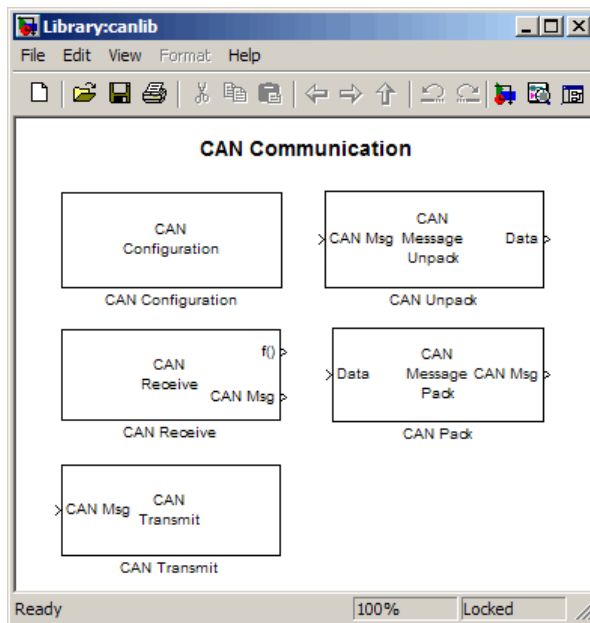 Library:canlib
File Edit View Format Help
CAN Communication
CAN
Configuration
CAN Configuration
CAN Msg
CAN
Message
Unpack
Data
CAN Unpack
CAN
Receive
f()
CAN Msg
CAN Receive
Data
CAN
Message
Pack
CAN Msg
CAN Pack
CAN Msg
CAN
Transmit
CAN Transmit
Ready 100% Locked